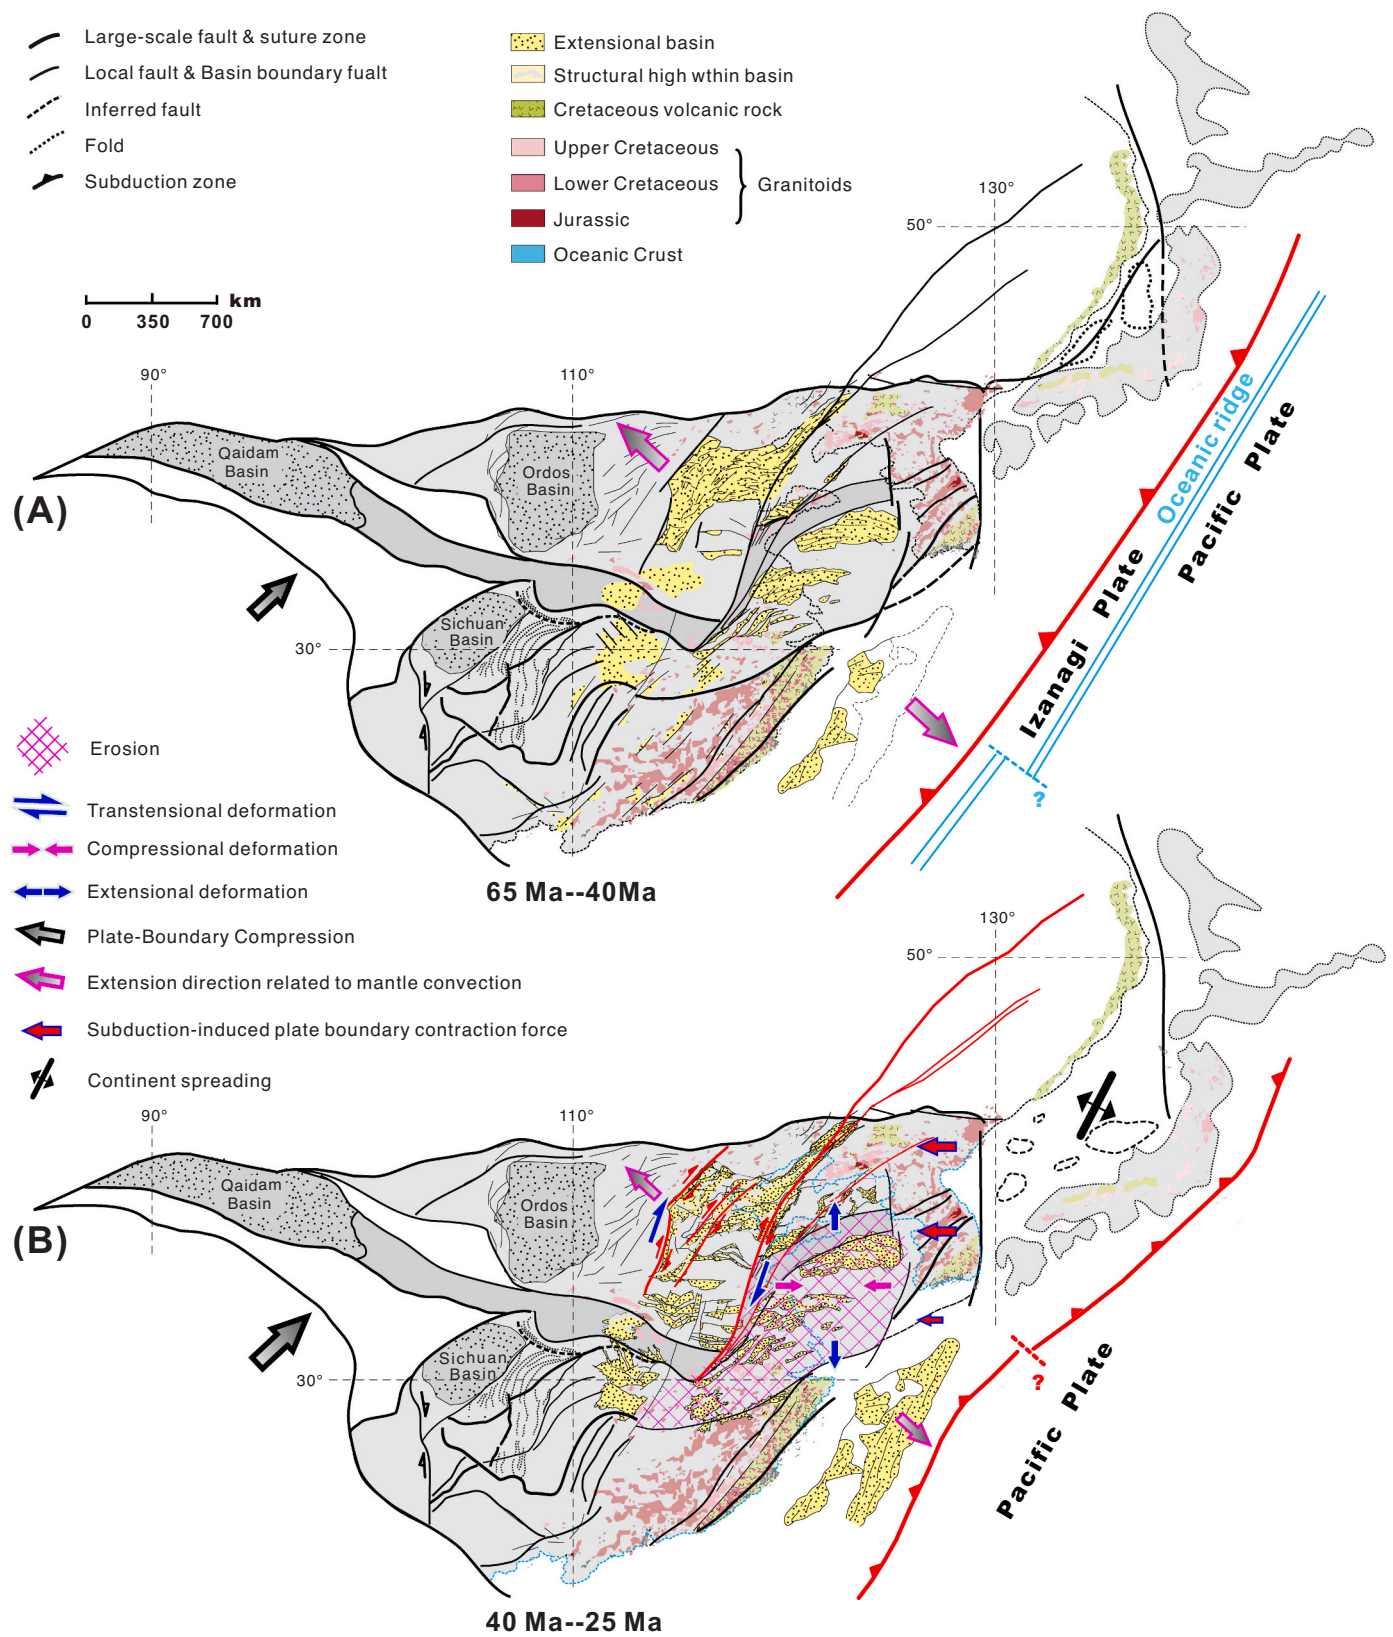 Large-scale fault & suture zone
Local fault & Basin boundary fualt
Inferred fault
Fold
Subduction zone
Extensional basin
Structural high wthin basin
Cretaceous volcanic rock
Upper Cretaceous
Lower Cretaceous
Jurassic
Granitoids
Oceanic Crust
km
0 350 700
130°
50°
90°
110°
Qaidam
Basin
Ordos
Basin
(A)
Sichuan
Basin
30°
Oceanic ridge
Pacific Plate
Izanagi Plate
?
65 Ma--40Ma
Erosion
Transtensional deformation
Compressional deformation
Extensional deformation
Plate-Boundary Compression
Extension direction related to mantle convection
Subduction-induced plate boundary contraction force
Continent spreading
130°
50°
90°
110°
Qaidam
Basin
Ordos
Basin
(B)
Sichuan
Basin
30°
?
Pacific Plate
40 Ma--25 Ma